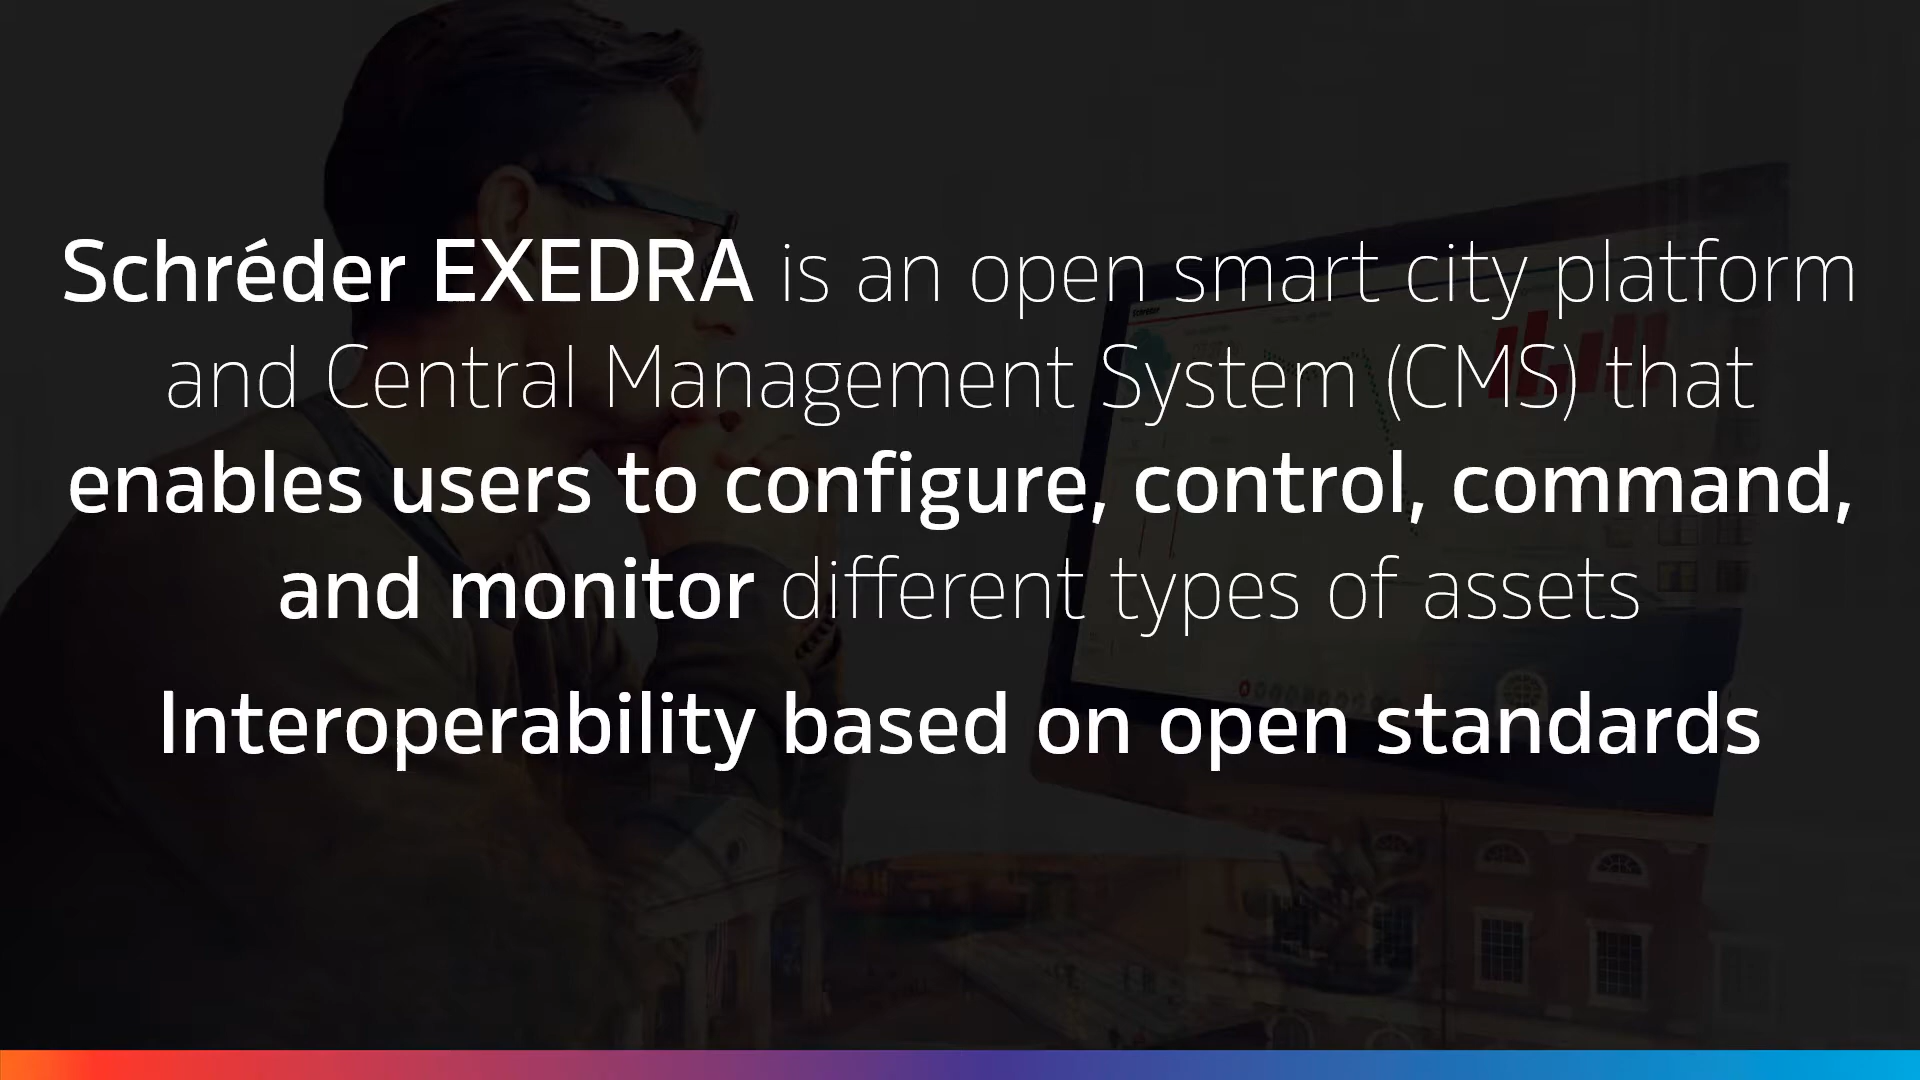 Schréder EXEDRA is an open smart city platform
and Central Management System (CMS) that
enables users to configure, control, command,
and monitor different types of assets
Interoperability based on open standards
Schréder